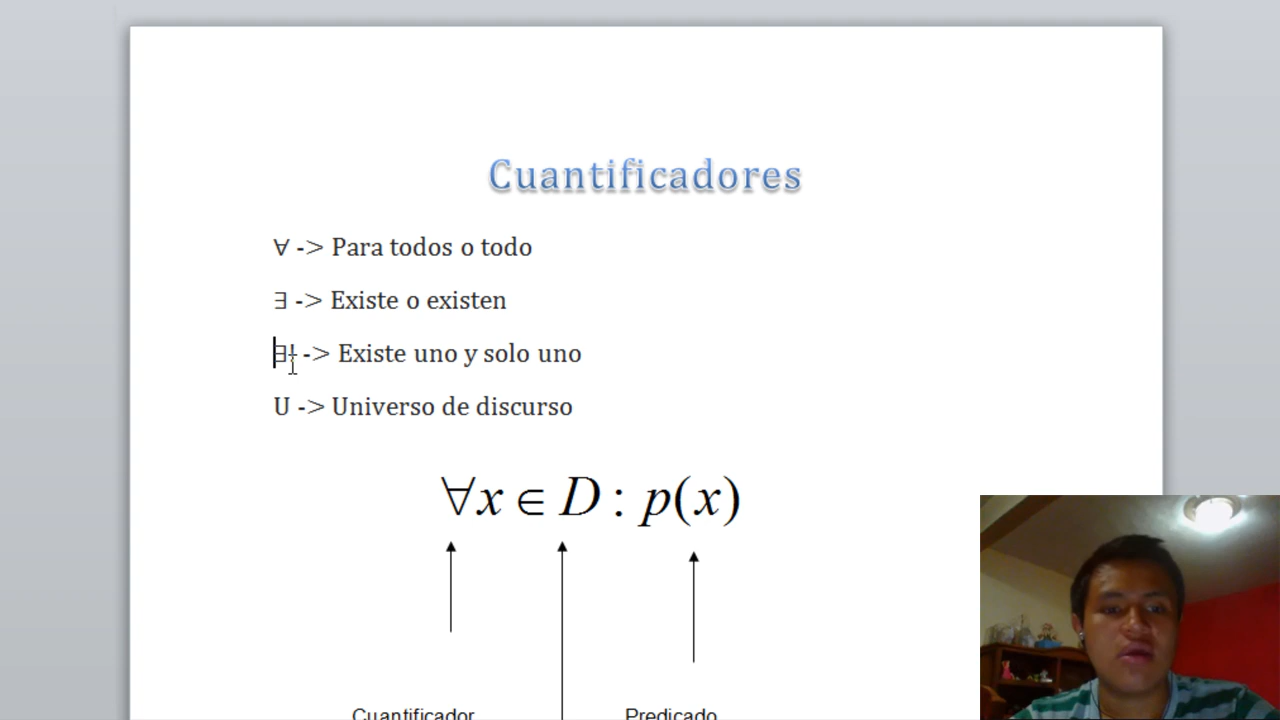 Cuantificadores
∀ -> Para todos o todo
∃ -> Existe o existen
∃! -> Existe uno y solo uno
U -> Universo de discurso
∀x ∈ D : p(x)
Cuantificador Predicado